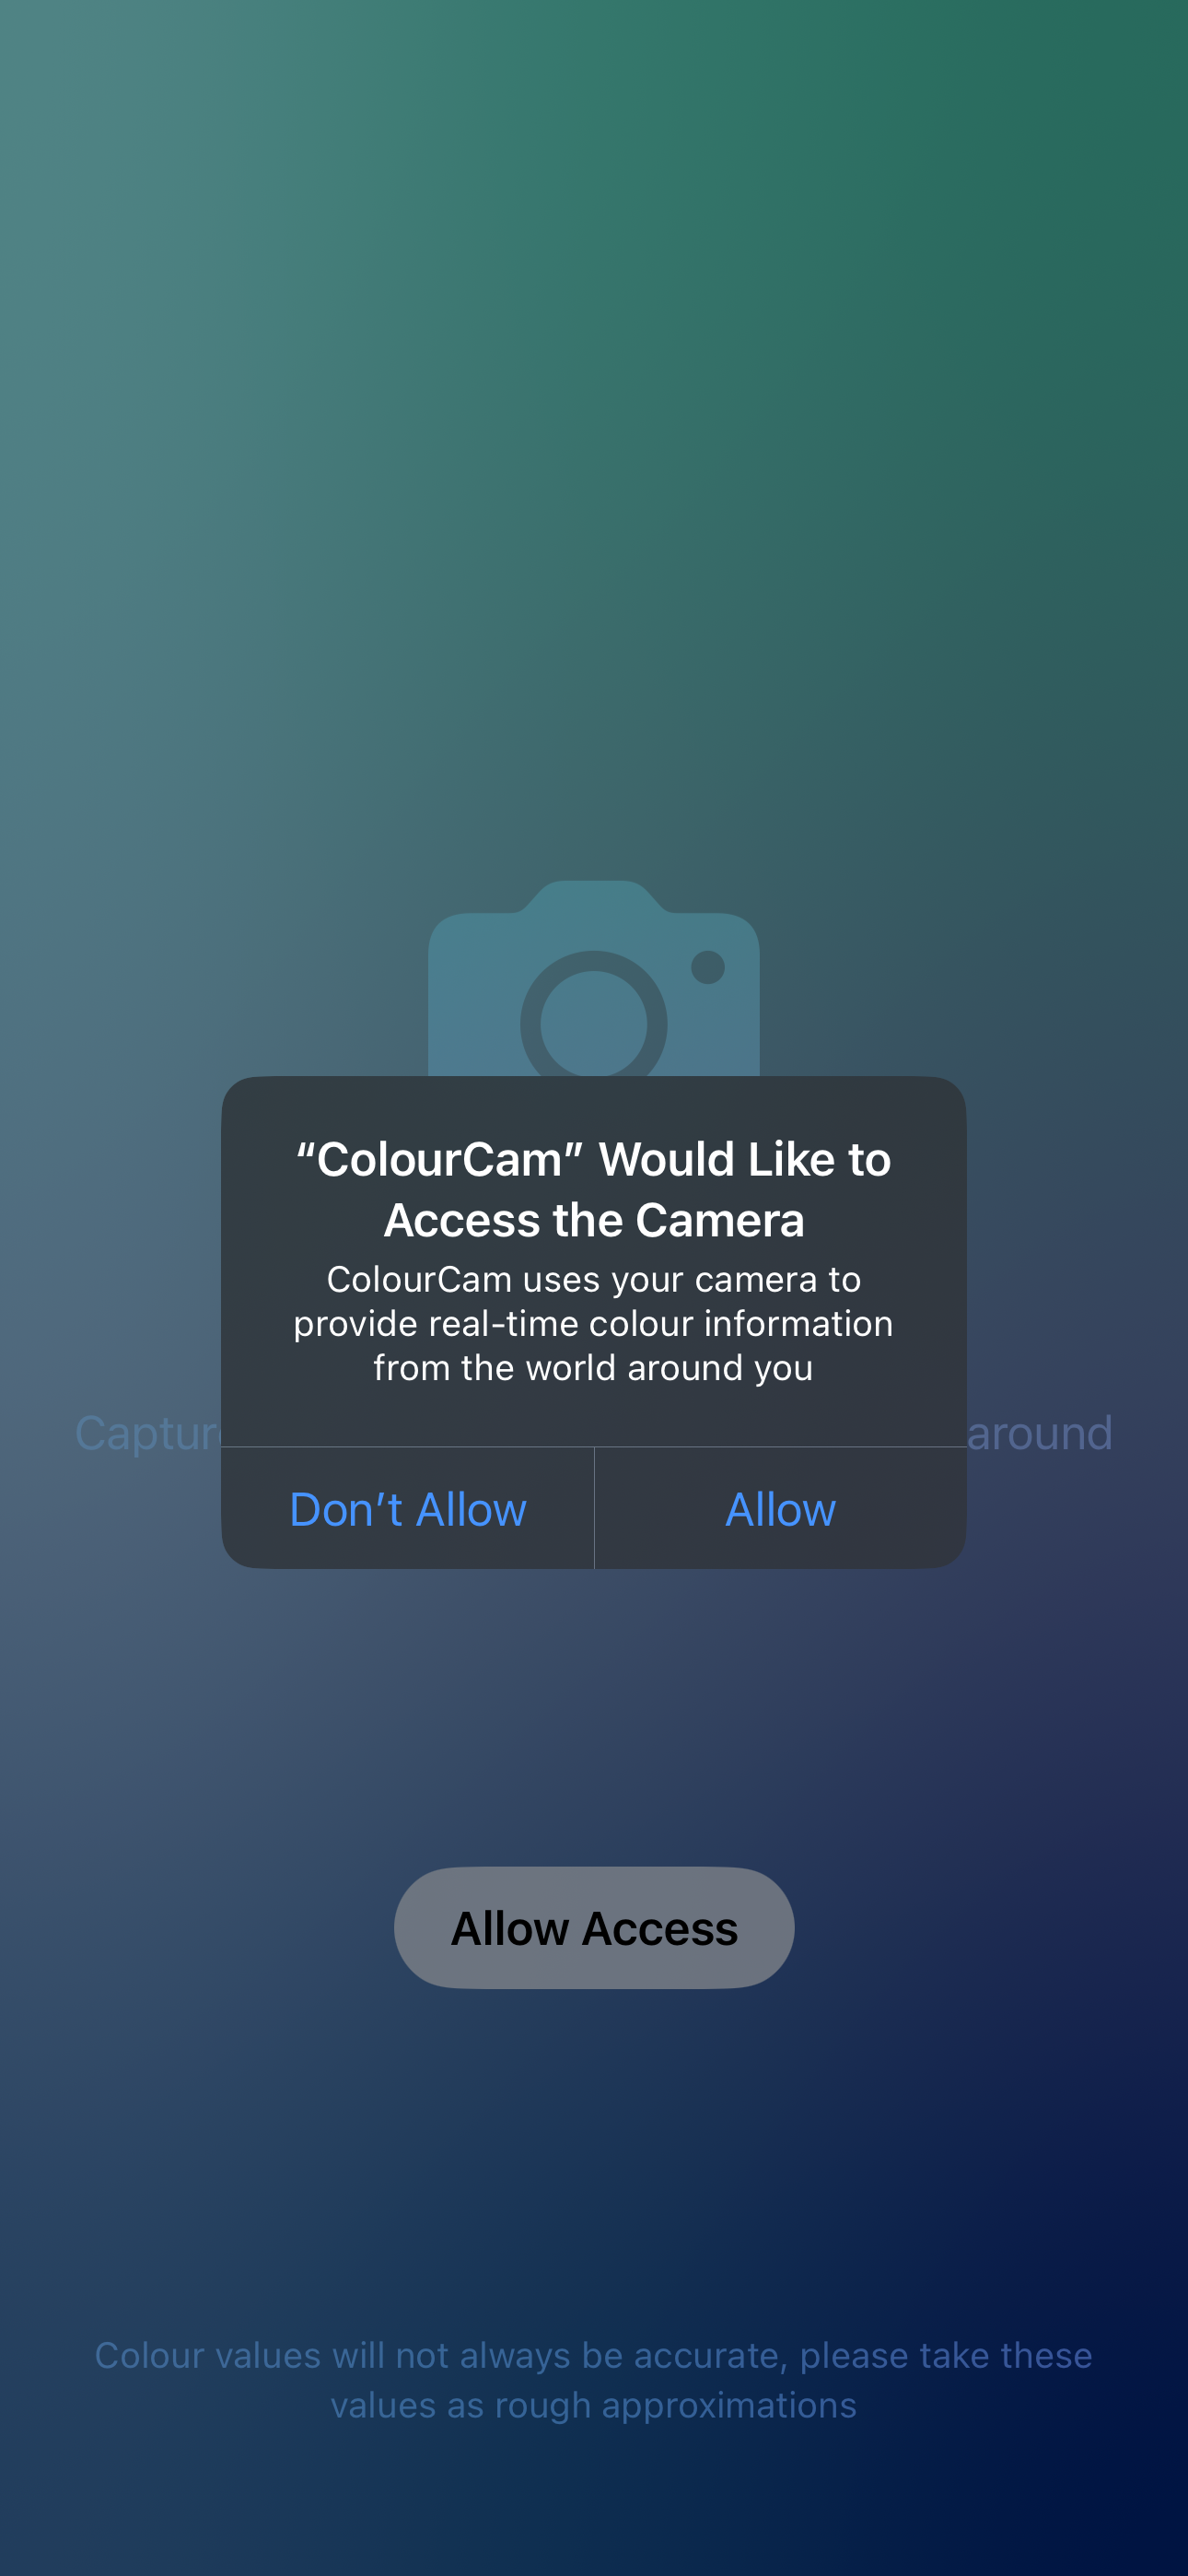 “ColourCam” Would Like to
Access the Camera
ColourCam uses your camera to
provide real-time colour information
from the world around you
Captur
around
Don’t Allow
Allow
Allow Access
Colour values will not always be accurate, please take these
values as rough approximations